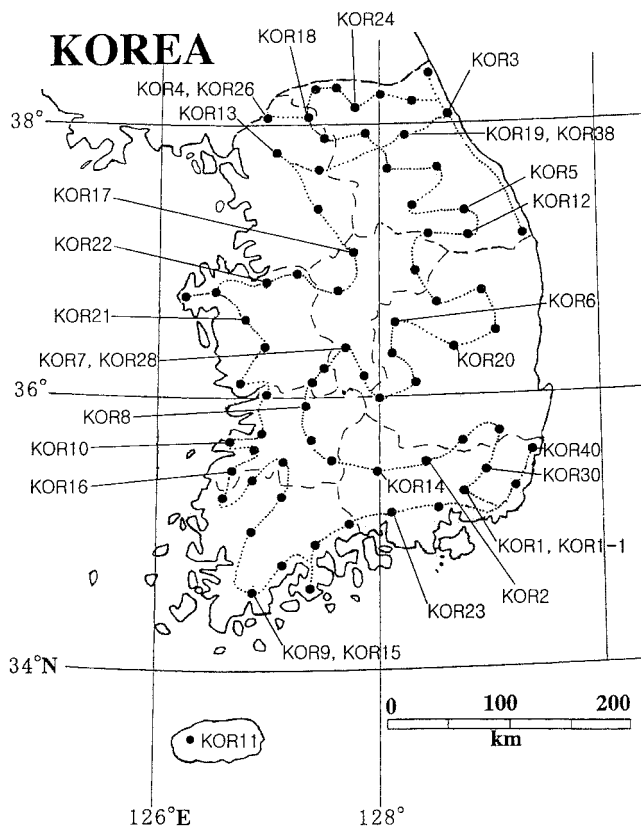 KOR24
KOREA
KOR18
KOR3
KOR4, KOR26
KOR13
38°
KOR19, KOR38
KOR5
KOR17
KOR12
KOR22
KOR6
KOR21
KOR7, KOR28
KOR20
36°
KOR8
KOR10
KOR40
KOR30
KOR16
KOR14
KOR1, KOR1-1
KOR2
KOR23
KOR9, KOR15
34°N
0 100 200
km
KOR11
126°E 128°